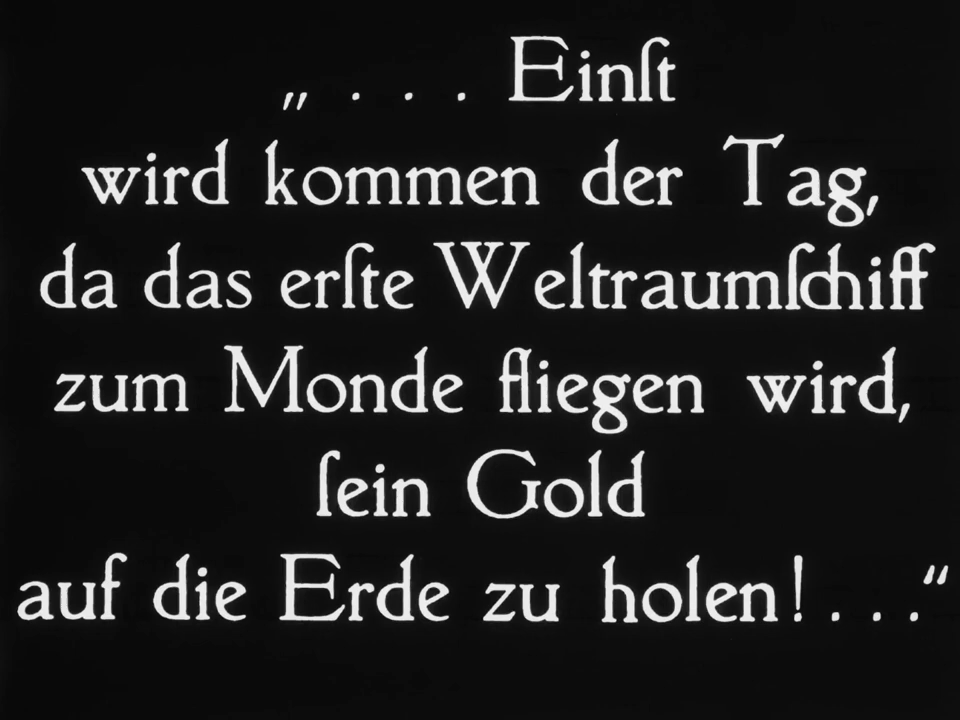 „ . . . Einſt
wird kommen der Tag,
da das erſte Weltraumſchiff
zum Monde fliegen wird,
ſein Gold
auf die Erde zu holen! . . .“